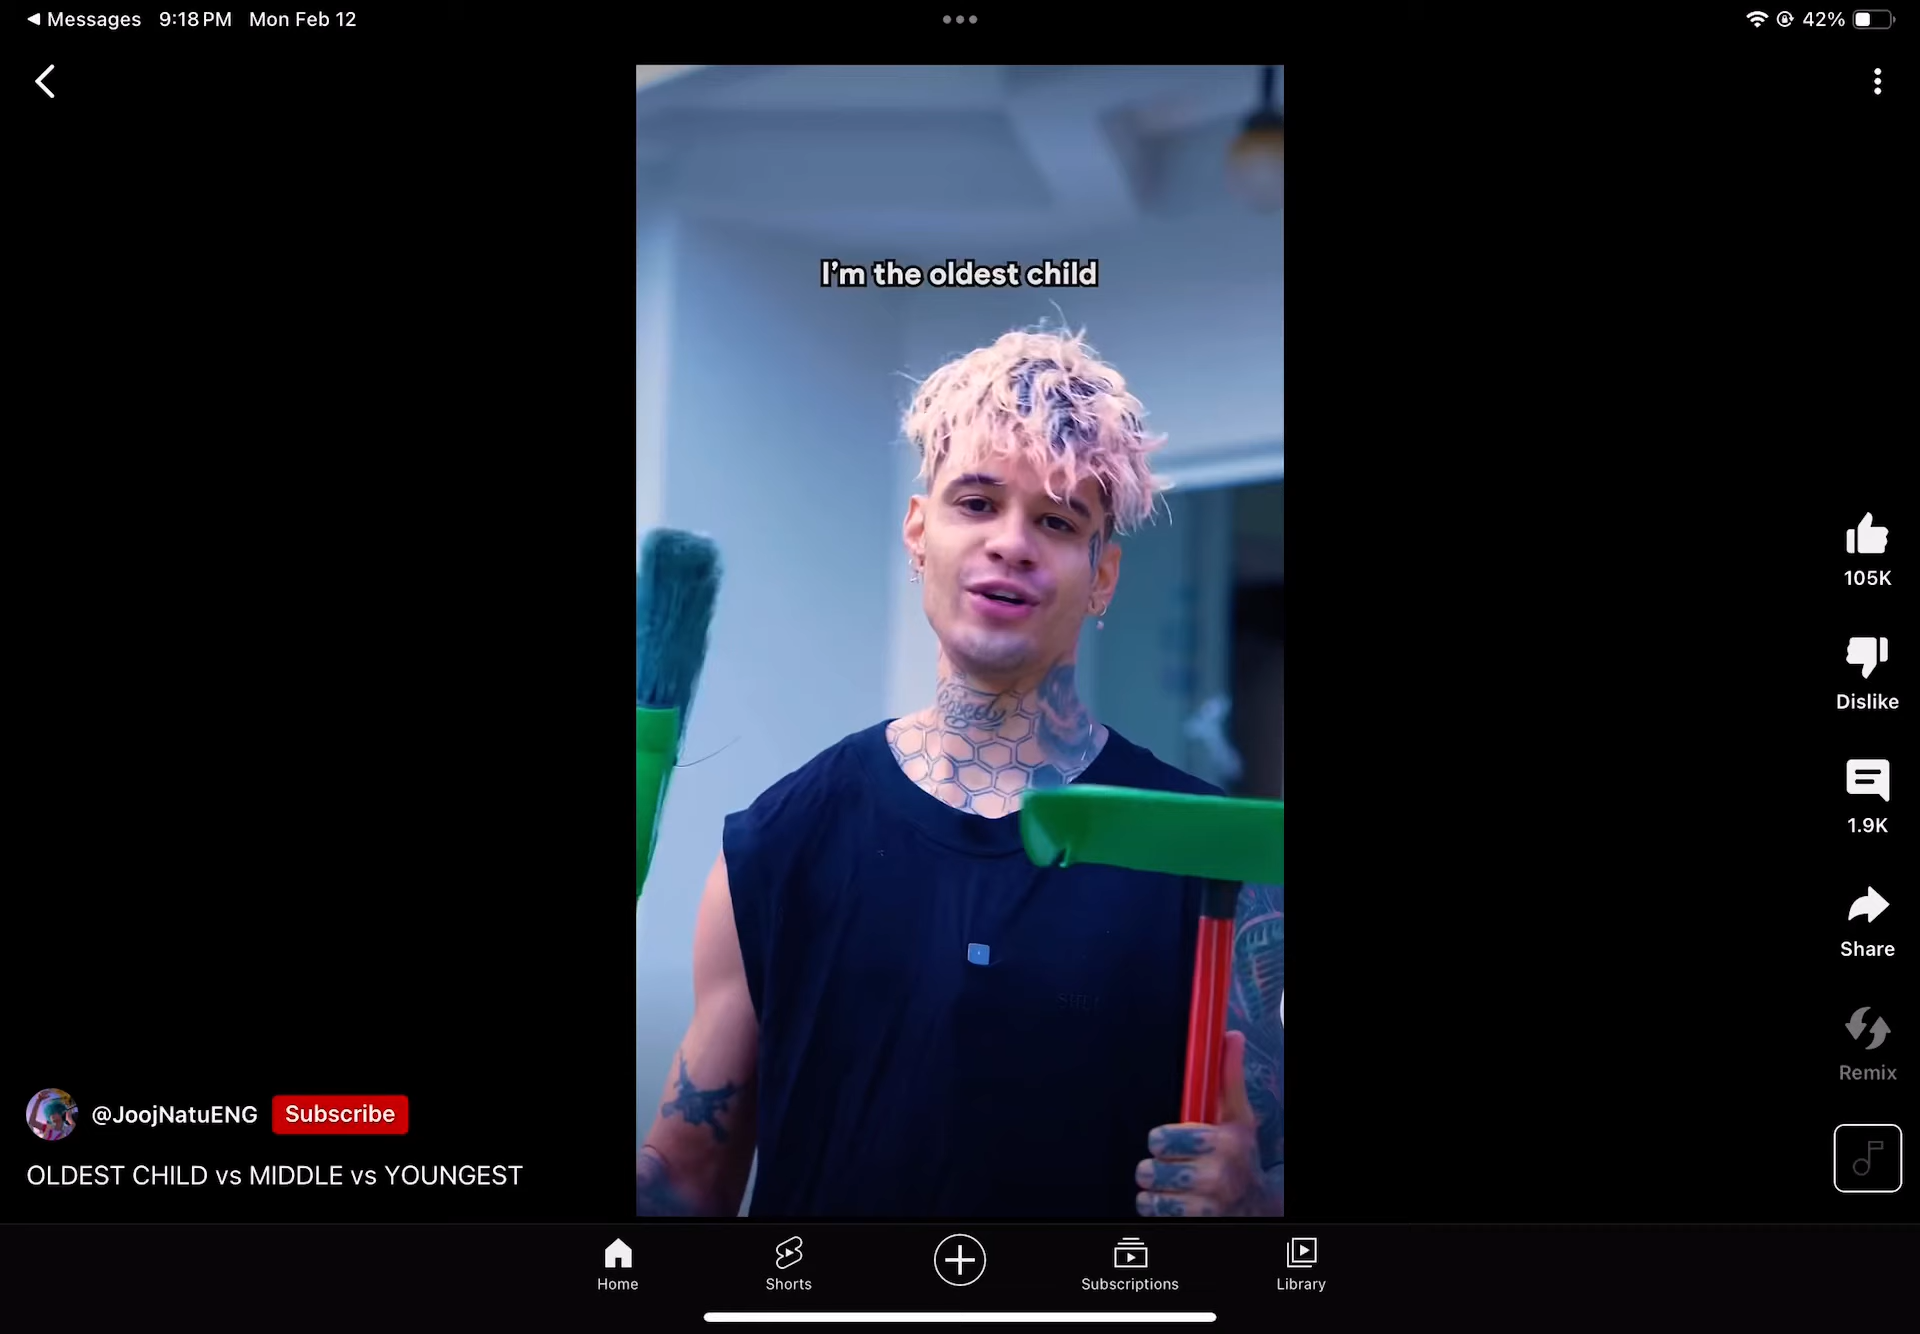 Messages 9:18 PM Mon Feb 12
42%
I'm the oldest child
105K
Dislike
1.9K
Share
Remix
@JoojNatuENG Subscribe
OLDEST CHILD vs MIDDLE vs YOUNGEST
Home Shorts Subscriptions Library